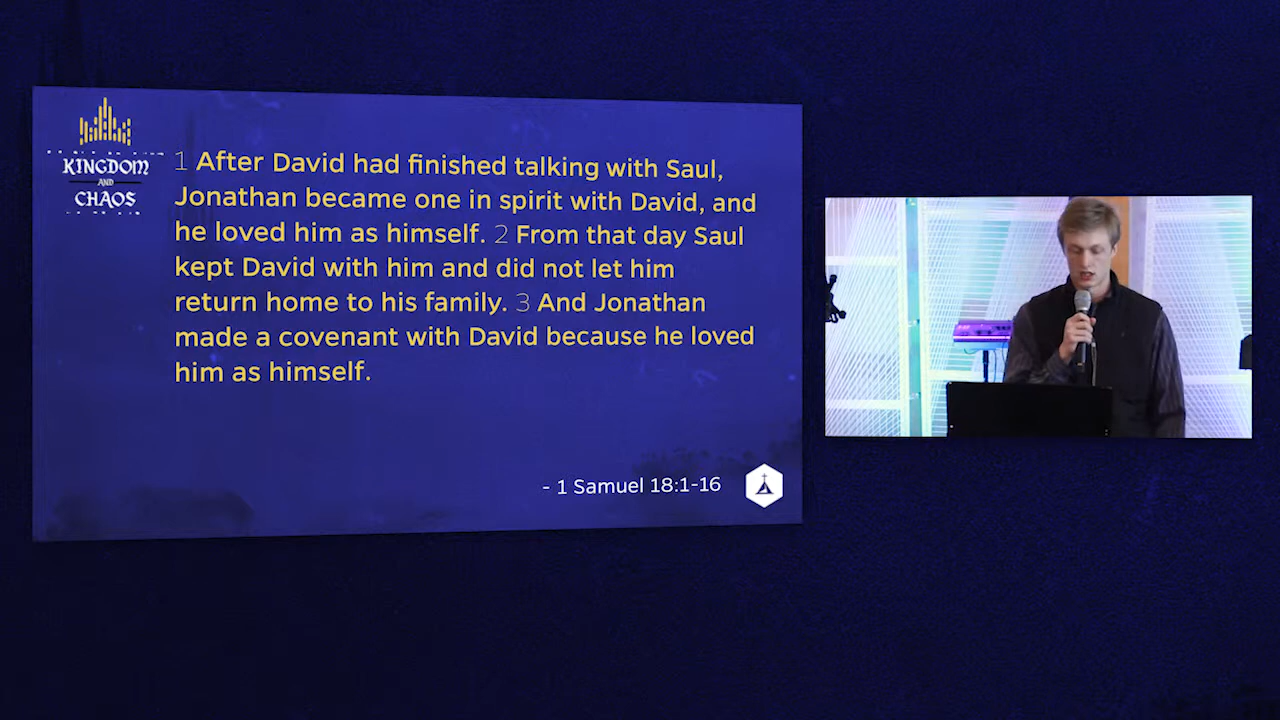 KINGDOM
AND
CHAOS
1 After David had finished talking with Saul,
Jonathan became one in spirit with David, and
he loved him as himself. 2 From that day Saul
kept David with him and did not let him
return home to his family. 3 And Jonathan
made a covenant with David because he loved
him as himself.
- 1 Samuel 18:1-16